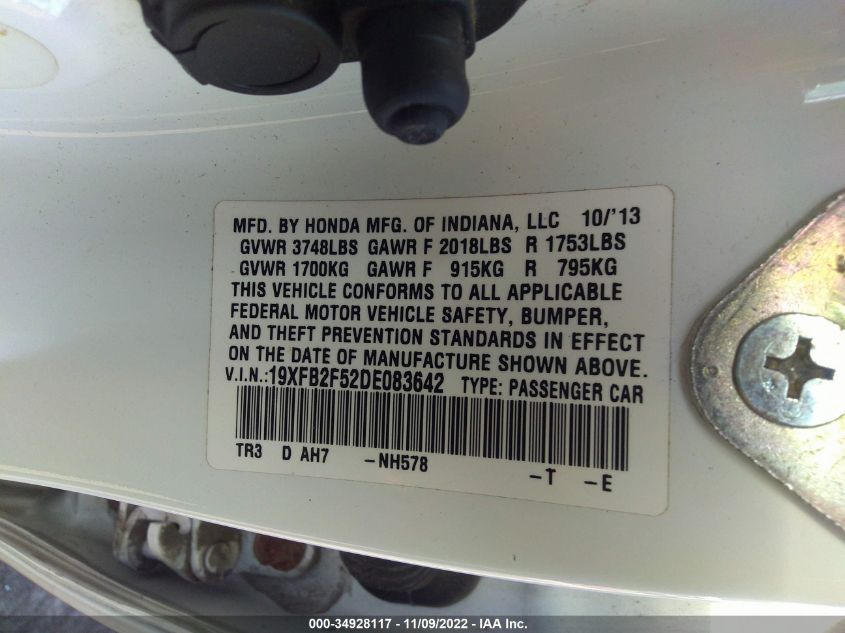 MFD. BY HONDA MFG. OF INDIANA, LLC 10/'13
GVWR 3748LBS GAWR F 2018LBS R 1753LBS
GVWR 1700KG GAWR F 915KG R 795KG
THIS VEHICLE CONFORMS TO ALL APPLICABLE
FEDERAL MOTOR VEHICLE SAFETY, BUMPER,
AND THEFT PREVENTION STANDARDS IN EFFECT
ON THE DATE OF MANUFACTURE SHOWN ABOVE.
V.I.N.:19XFB2F52DE083642 TYPE: PASSENGER CAR
TR3 D AH7 -NH578 -T -E
000-34928117 - 11/09/2022 - IAA Inc.